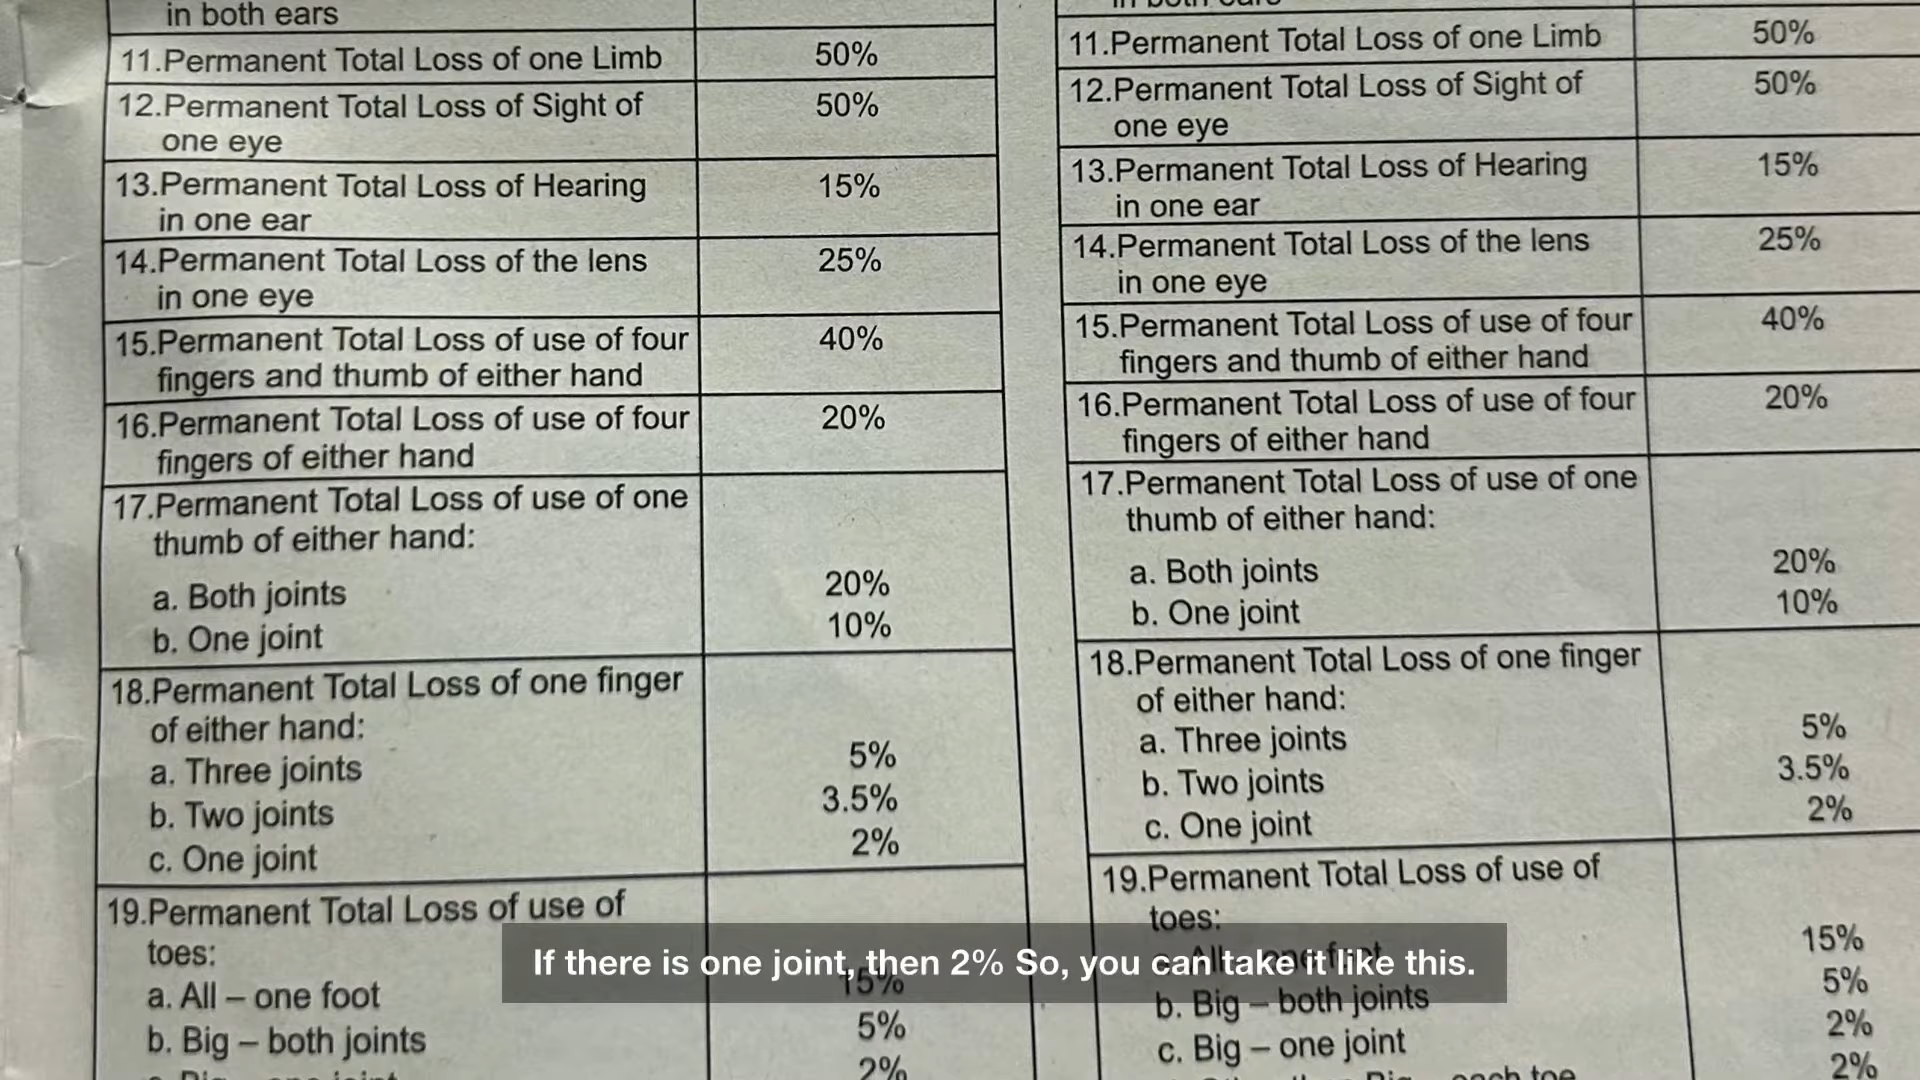 in both ears
11.Permanent Total Loss of one Limb 50%
12.Permanent Total Loss of Sight of 50%
one eye
13.Permanent Total Loss of Hearing 15%
in one ear
14.Permanent Total Loss of the lens 25%
in one eye
15.Permanent Total Loss of use of four 40%
fingers and thumb of either hand
16.Permanent Total Loss of use of four 20%
fingers of either hand
17.Permanent Total Loss of use of one
thumb of either hand:
a. Both joints 20%
b. One joint 10%
18.Permanent Total Loss of one finger
of either hand:
a. Three joints 5%
b. Two joints 3.5%
c. One joint 2%
19.Permanent Total Loss of use of
toes:
a. All – one foot 15%
b. Big – both joints 5%
2%
in both ears
11.Permanent Total Loss of one Limb 50%
12.Permanent Total Loss of Sight of 50%
one eye
13.Permanent Total Loss of Hearing 15%
in one ear
14.Permanent Total Loss of the lens 25%
in one eye
15.Permanent Total Loss of use of four 40%
fingers and thumb of either hand
16.Permanent Total Loss of use of four 20%
fingers of either hand
17.Permanent Total Loss of use of one
thumb of either hand:
a. Both joints 20%
b. One joint 10%
18.Permanent Total Loss of one finger
of either hand:
a. Three joints 5%
b. Two joints 3.5%
c. One joint 2%
19.Permanent Total Loss of use of
toes:
15%
b. Big – both joints 5%
c. Big – one joint 2%
each toe 2%
If there is one joint, then 2% So, you can take it like this.